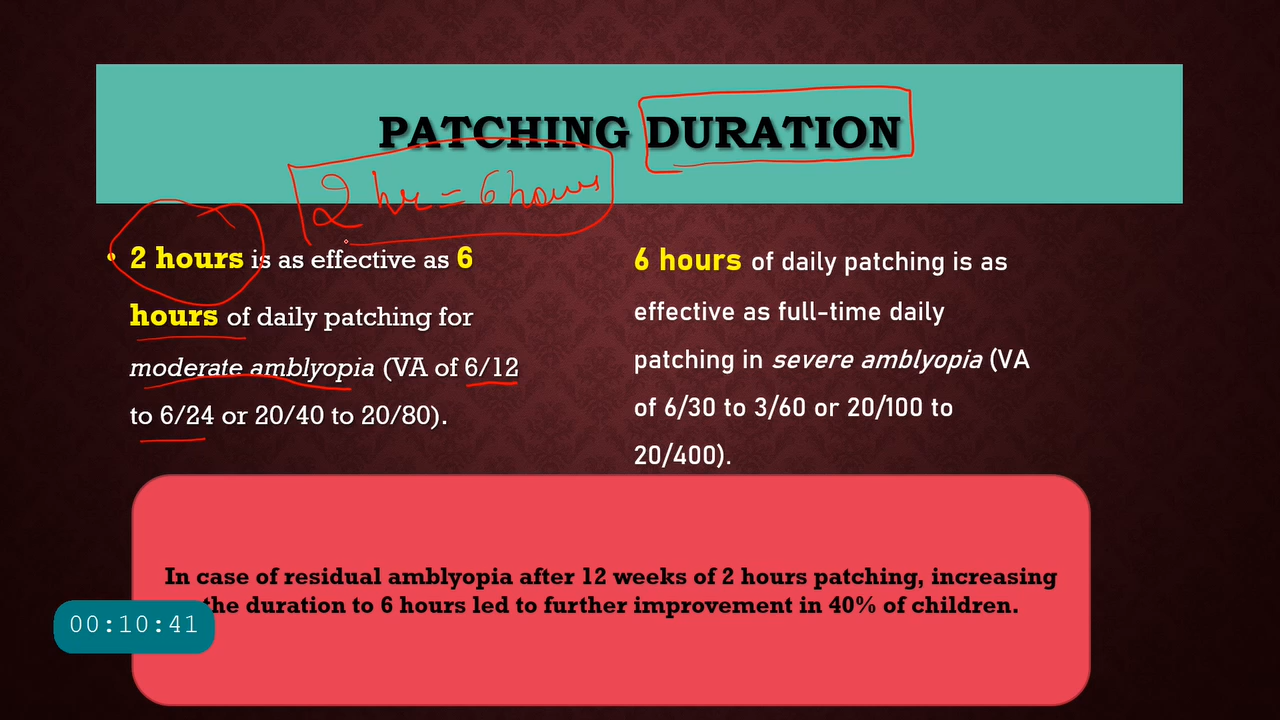 PATCHING DURATION
2 hr = 6 hours
• 2 hours is as effective as 6
hours of daily patching for
moderate amblyopia (VA of 6/12
to 6/24 or 20/40 to 20/80).
6 hours of daily patching is as
effective as full-time daily
patching in severe amblyopia (VA
of 6/30 to 3/60 or 20/100 to
20/400).
In case of residual amblyopia after 12 weeks of 2 hours patching, increasing
the duration to 6 hours led to further improvement in 40% of children.
00:10:41